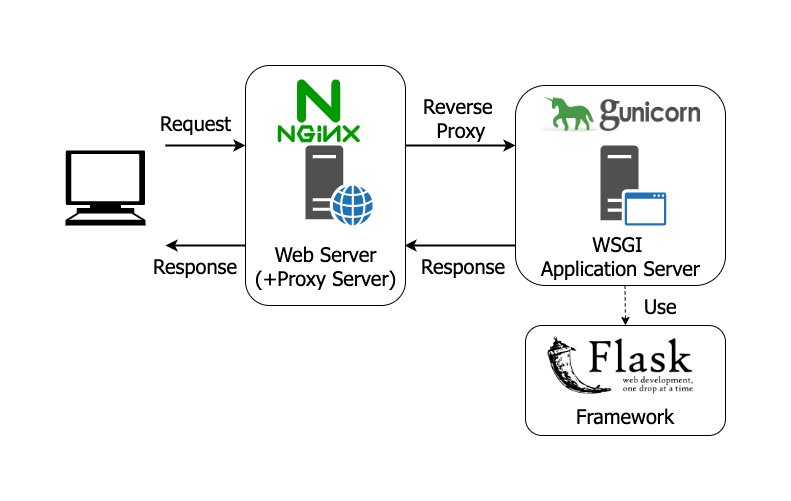 Request
Response
NGINX
Web Server
(+Proxy Server)
Reverse
Proxy
Response
gunicorn
WSGI
Application Server
Use
Flask
web development,
one drop at a time
Framework